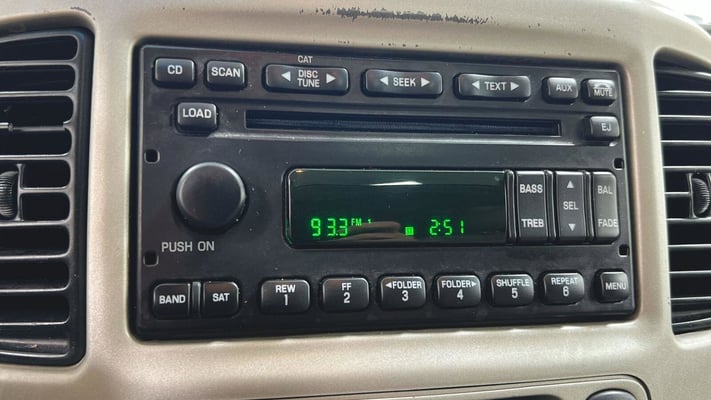 CAT
CD
SCAN
◀ DISC TUNE ▶
◀ SEEK ▶
◀ TEXT ▶
AUX
MUTE
LOAD
EJ
93.3 FM 1
2:51
BASS
TREB
▲
SEL
▼
BAL
FADE
PUSH ON
BAND
SAT
REW
1
FF
2
◀FOLDER
3
FOLDER▶
4
SHUFFLE
5
REPEAT
6
MENU